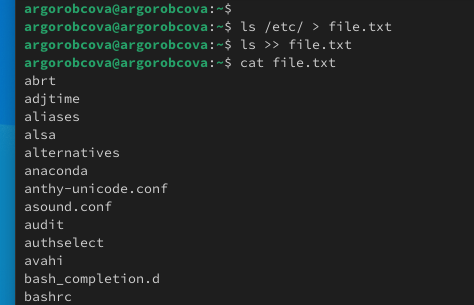 argorobcova@argorobcova:~$
argorobcova@argorobcova:~$ ls /etc/ > file.txt
argorobcova@argorobcova:~$ ls >> file.txt
argorobcova@argorobcova:~$ cat file.txt
abrt
adjtime
aliases
alsa
alternatives
anaconda
anthy-unicode.conf
asound.conf
audit
authselect
avahi
bash_completion.d
bashrc